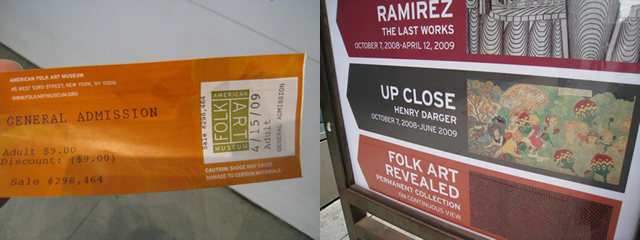 AMERICAN FOLK ART MUSEUM
45 WEST 53RD STREET, NEW YORK, NY 10019
WWW.FOLKARTMUSEUM.ORG
GENERAL ADMISSION
Adult $9.00
Discount: ($9.00)
Sale #298,464
Sale #298,464
AMERICAN
FOLK
ART
MUSEUM
4/15/09
Adult
GENERAL ADMISSION
CAUTION: BADGE MAY CAUSE
DAMAGE TO CERTAIN MATERIALS
RAMIREZ
THE LAST WORKS
OCTOBER 7, 2008-APRIL 12, 2009
UP CLOSE
HENRY DARGER
OCTOBER 7, 2008-JUNE 2009
FOLK ART
REVEALED
PERMANENT COLLECTION
ON CONTINUOUS VIEW